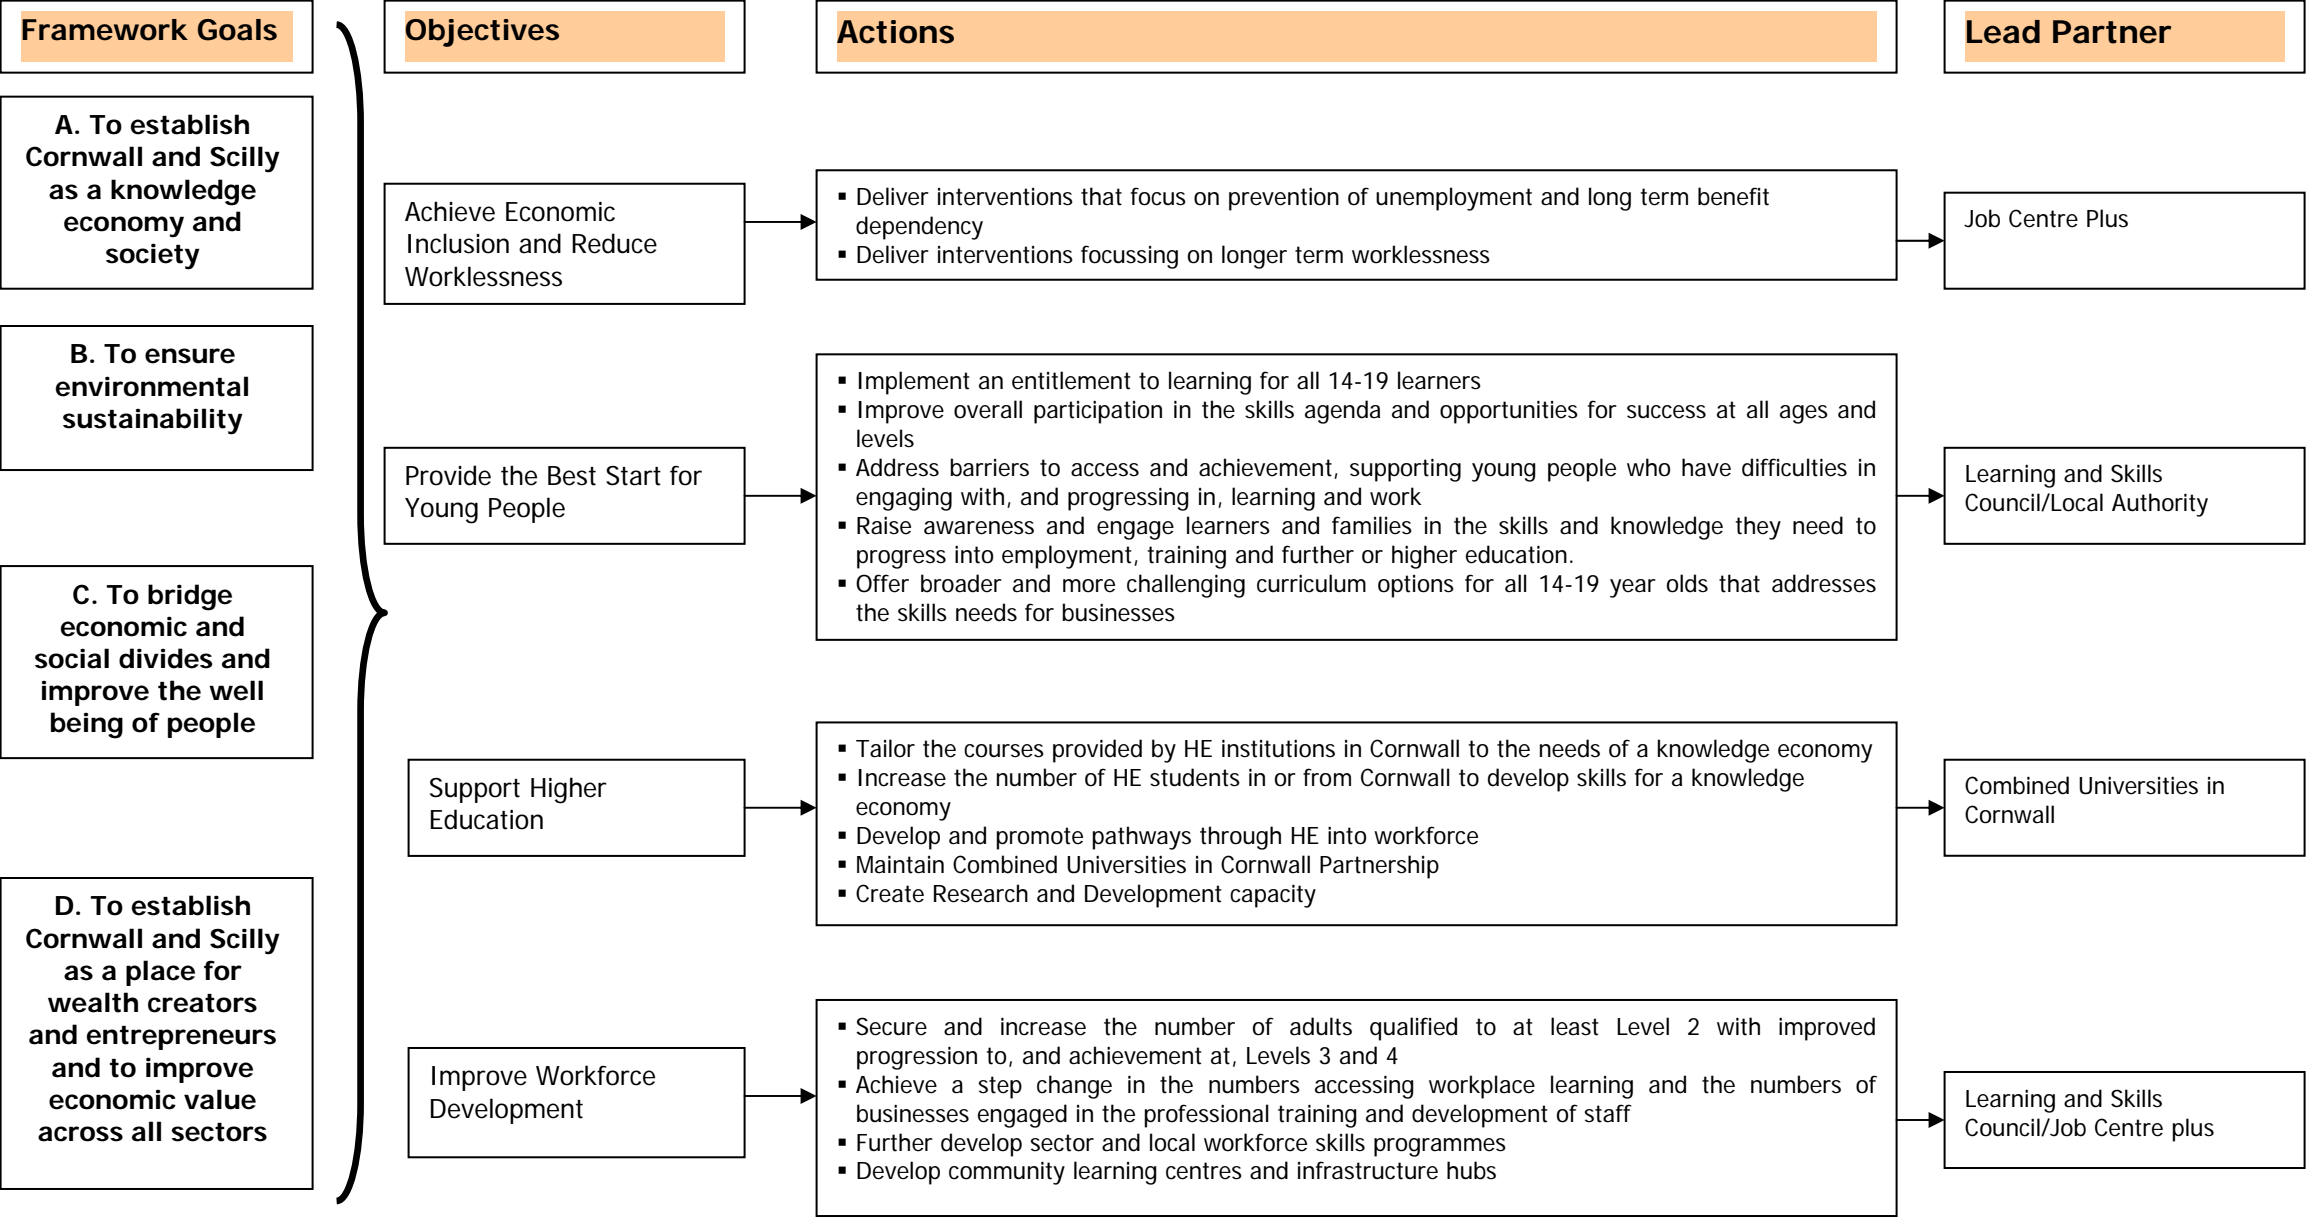 Framework Goals
Objectives
Actions
Lead Partner
A. To establish
Cornwall and Scilly
as a knowledge
economy and
society
B. To ensure
environmental
sustainability
C. To bridge
economic and
social divides and
improve the well
being of people
D. To establish
Cornwall and Scilly
as a place for
wealth creators
and entrepreneurs
and to improve
economic value
across all sectors
Achieve Economic
Inclusion and Reduce
Worklessness
▪ Deliver interventions that focus on prevention of unemployment and long term benefit
dependency
▪ Deliver interventions focussing on longer term worklessness
Job Centre Plus
Provide the Best Start for
Young People
▪ Implement an entitlement to learning for all 14-19 learners
▪ Improve overall participation in the skills agenda and opportunities for success at all ages and
levels
▪ Address barriers to access and achievement, supporting young people who have difficulties in
engaging with, and progressing in, learning and work
▪ Raise awareness and engage learners and families in the skills and knowledge they need to
progress into employment, training and further or higher education.
▪ Offer broader and more challenging curriculum options for all 14-19 year olds that addresses
the skills needs for businesses
Learning and Skills
Council/Local Authority
Support Higher
Education
▪ Tailor the courses provided by HE institutions in Cornwall to the needs of a knowledge economy
▪ Increase the number of HE students in or from Cornwall to develop skills for a knowledge
economy
▪ Develop and promote pathways through HE into workforce
▪ Maintain Combined Universities in Cornwall Partnership
▪ Create Research and Development capacity
Combined Universities in
Cornwall
Improve Workforce
Development
▪ Secure and increase the number of adults qualified to at least Level 2 with improved
progression to, and achievement at, Levels 3 and 4
▪ Achieve a step change in the numbers accessing workplace learning and the numbers of
businesses engaged in the professional training and development of staff
▪ Further develop sector and local workforce skills programmes
▪ Develop community learning centres and infrastructure hubs
Learning and Skills
Council/Job Centre plus